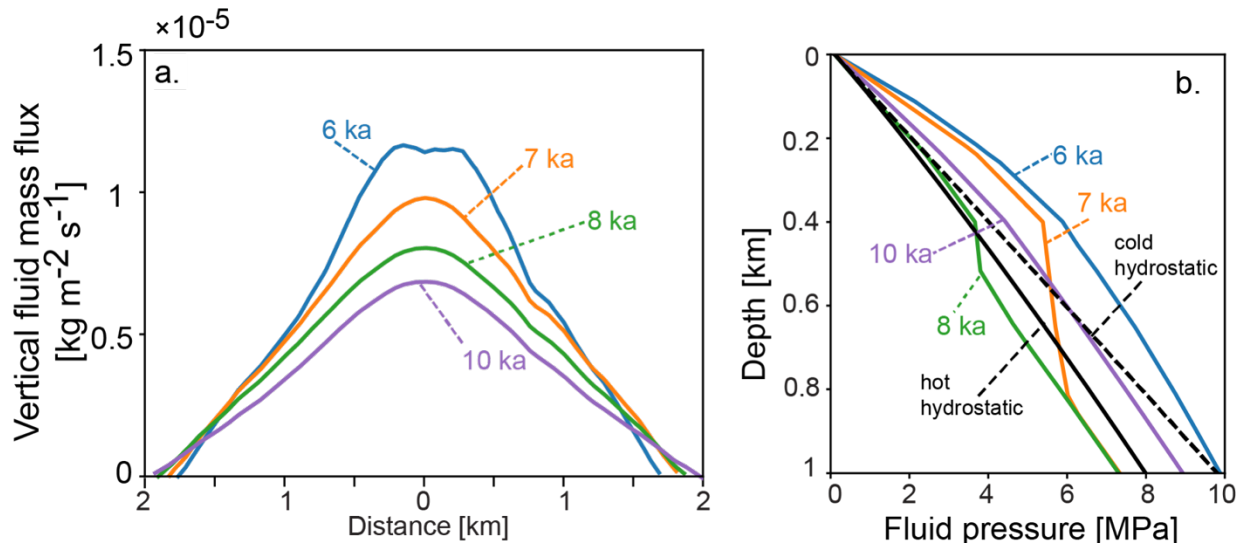 ×10-5
1.5
a.
6 ka
7 ka
8 ka
10 ka
1
0.5
0
2
1
0
1
2
Distance [km]
Vertical fluid mass flux
[kg m-2 s-1]
b.
0
0.2
0.4
0.6
0.8
1
Depth [km]
6 ka
7 ka
10 ka
cold
hydrostatic
8 ka
hot
hydrostatic
0
2
4
6
8
10
Fluid pressure [MPa]